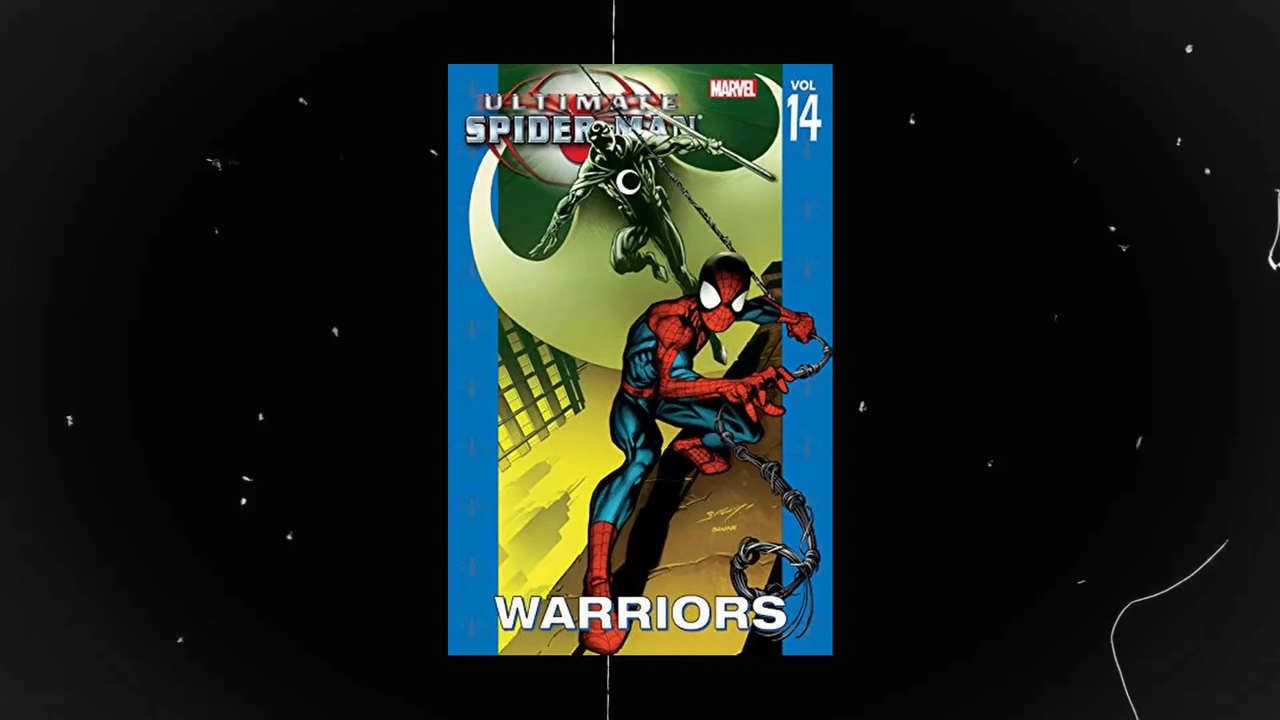 ULTIMATE
SPIDER-MAN®
MARVEL
VOL
14
WARRIORS